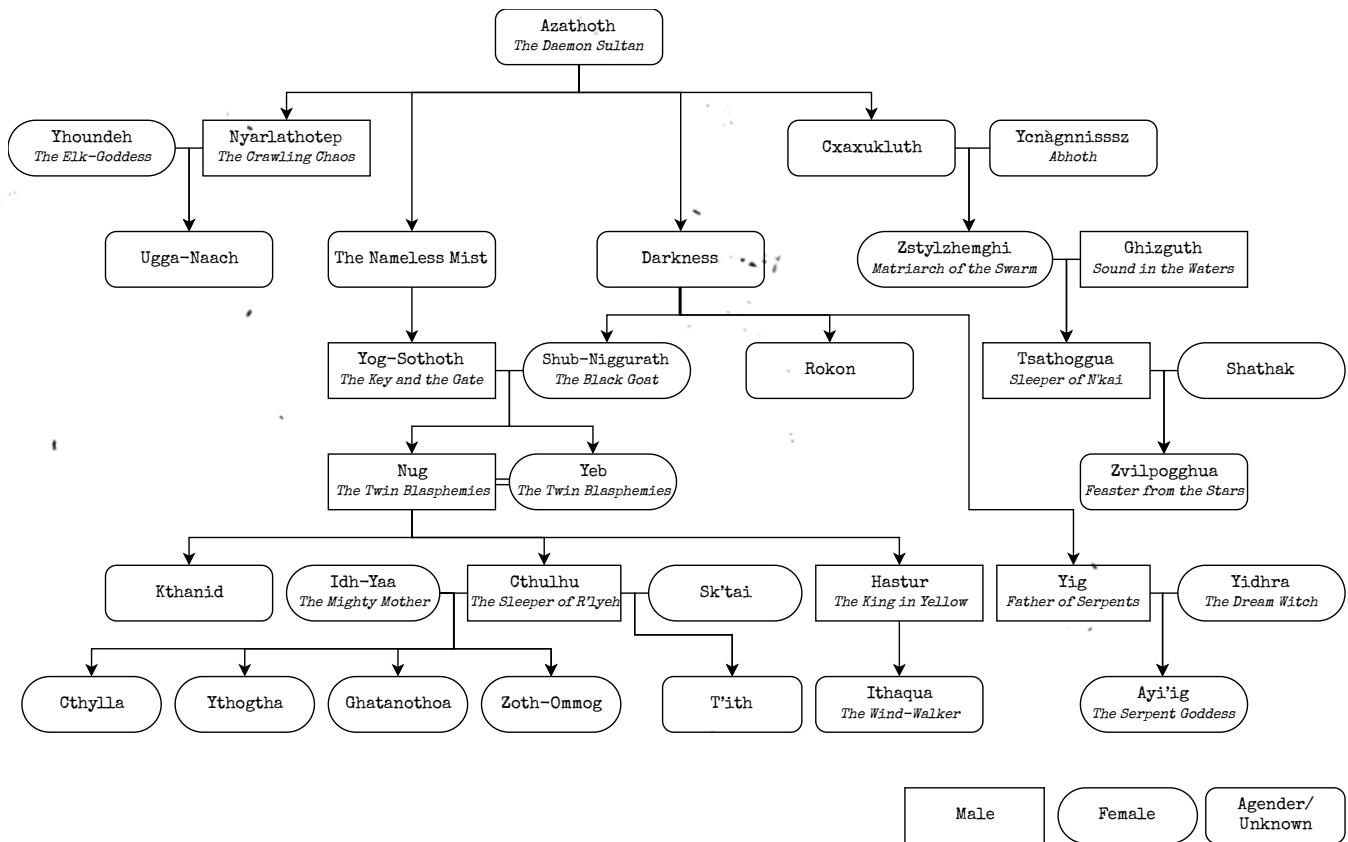 Azathoth
The Daemon Sultan
Yhoundeh
The Elk-Goddess
Nyarlathotep
The Crawling Chaos
Cxaxukluth
Ycnàgnnisssz
Abhoth
Ugga-Naach
The Nameless Mist
Darkness
Zstylzhemghi
Matriarch of the Swarm
Ghizguth
Sound in the Waters
Yog-Sothoth
The Key and the Gate
Shub-Niggurath
The Black Goat
Rokon
Tsathoggua
Sleeper of N'kai
Shathak
Nug
The Twin Blasphemies
Yeb
The Twin Blasphemies
Zvilpogghua
Feaster from the Stars
Kthanid
Idh-Yaa
The Mighty Mother
Cthulhu
The Sleeper of R'lyeh
Sk'tai
Hastur
The King in Yellow
Yig
Father of Serpents
Yidhra
The Dream Witch
Cthylla
Ythogtha
Ghatanothoa
Zoth-Ommog
T'ith
Ithaqua
The Wind-Walker
Ayi'ig
The Serpent Goddess
Male
Female
Agender/
Unknown